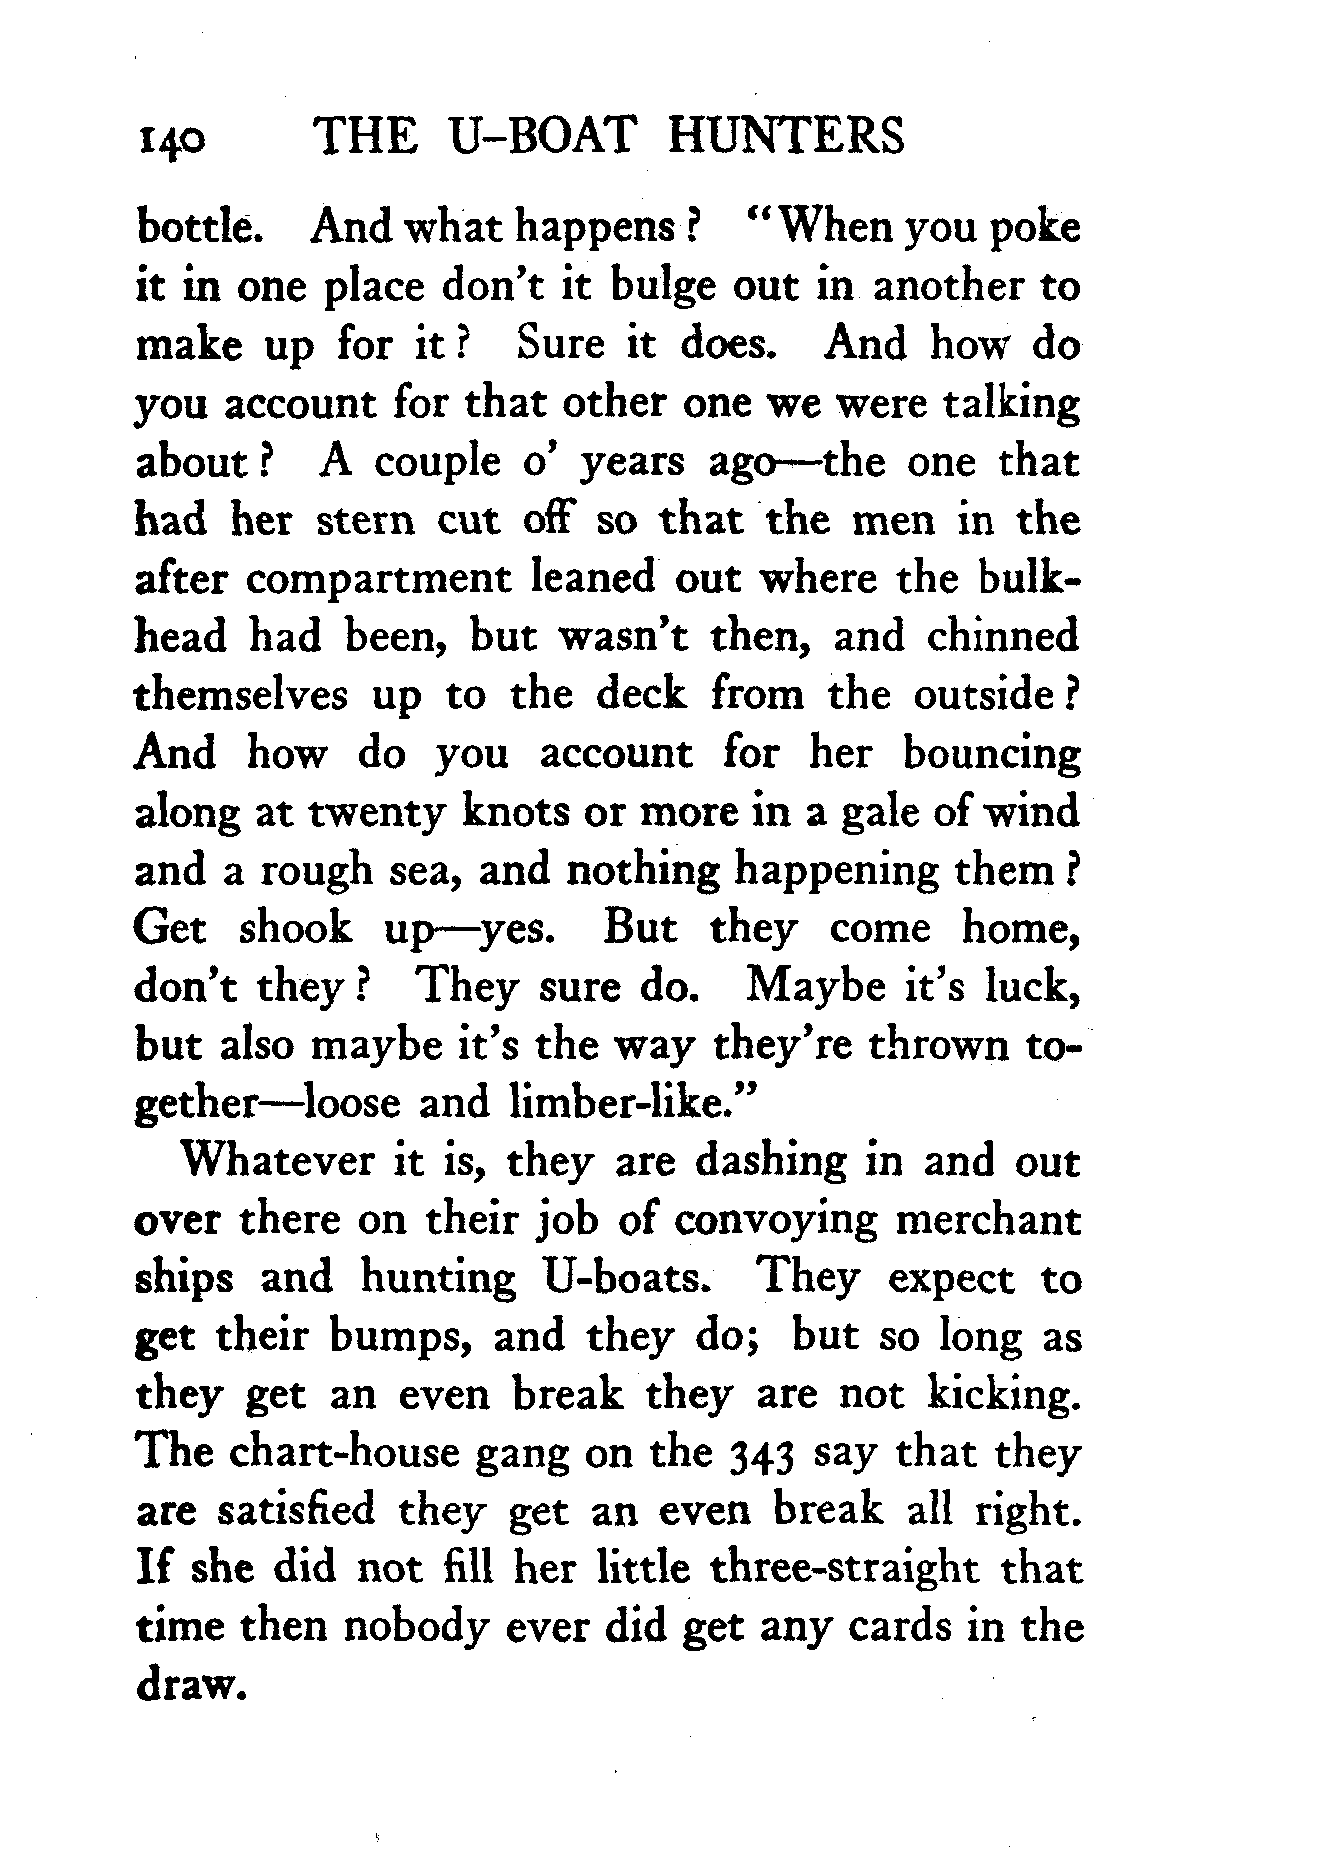 140 THE U-BOAT HUNTERS
bottle. And what happens? "When you poke
it in one place don't it bulge out in another to
make up for it? Sure it does. And how do
you account for that other one we were talking
about? A couple o' years ago—the one that
had her stern cut off so that the men in the
after compartment leaned out where the bulk-
head had been, but wasn't then, and chinned
themselves up to the deck from the outside?
And how do you account for her bouncing
along at twenty knots or more in a gale of wind
and a rough sea, and nothing happening them?
Get shook up—yes. But they come home,
don't they? They sure do. Maybe it's luck,
but also maybe it's the way they're thrown to-
gether—loose and limber-like."
Whatever it is, they are dashing in and out
over there on their job of convoying merchant
ships and hunting U-boats. They expect to
get their bumps, and they do; but so long as
they get an even break they are not kicking.
The chart-house gang on the 343 say that they
are satisfied they get an even break all right.
If she did not fill her little three-straight that
time then nobody ever did get any cards in the
draw.